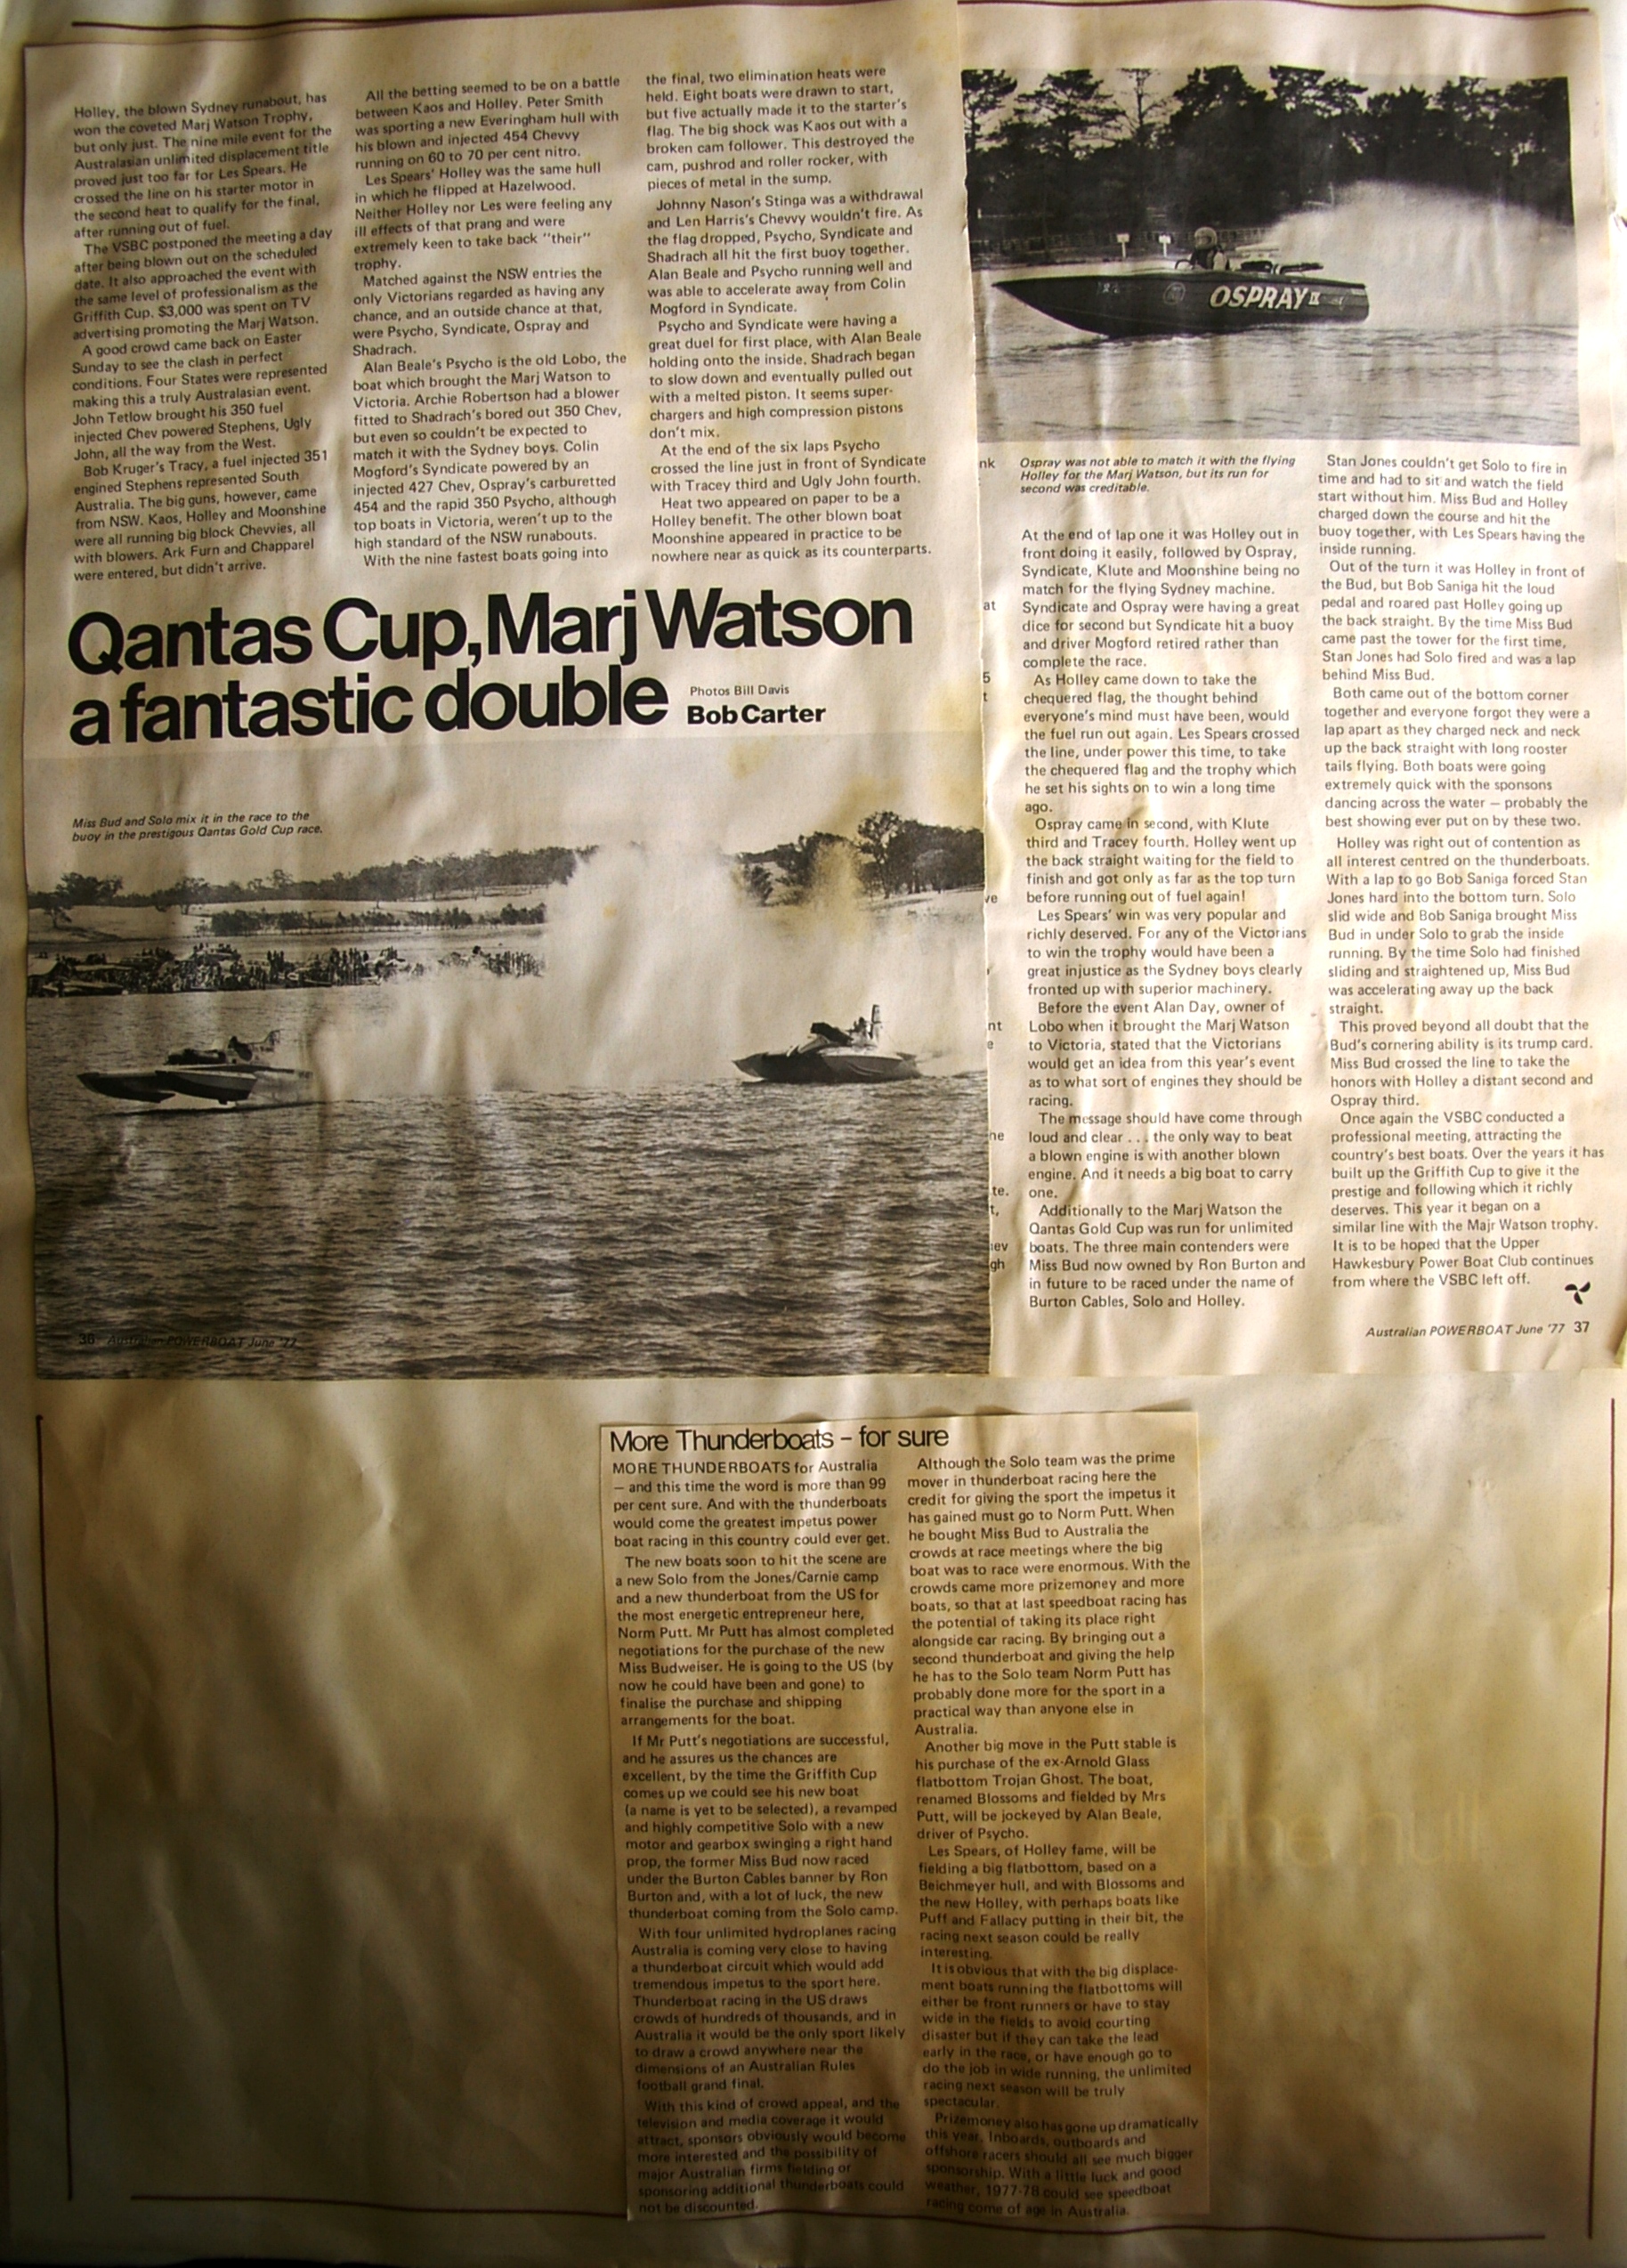 Holley, the blown Sydney runabout, has
won the coveted Marj Watson Trophy,
but only just. The nine mile event for the
Australasian unlimited displacement title
proved just too far for Les Spears. He
crossed the line on his starter motor in
the second heat to qualify for the final,
after running out of fuel.
The VSBC postponed the meeting a day
after being blown out on the scheduled
date. It also approached the event with
the same level of professionalism as the
Griffith Cup. $3,000 was spent on TV
advertising promoting the Marj Watson.
A good crowd came back on Easter
Sunday to see the clash in perfect
conditions. Four States were represented
making this a truly Australasian event.
John Tetlow brought his 350 fuel
injected Chev powered Stephens, Ugly
John, all the way from the West.
Bob Kruger's Tracy, a fuel injected 351
engined Stephens represented South
Australia. The big guns, however, came
from NSW. Kaos, Holley and Moonshine
were all running big block Chevvies, all
with blowers. Ark Furn and Chapparel
were entered, but didn't arrive.
All the betting seemed to be on a battle
between Kaos and Holley. Peter Smith
was sporting a new Everingham hull with
his blown and injected 454 Chevvy
running on 60 to 70 per cent nitro.
Les Spears' Holley was the same hull
in which he flipped at Hazelwood.
Neither Holley nor Les were feeling any
ill effects of that prang and were
extremely keen to take back "their"
trophy.
Matched against the NSW entries the
only Victorians regarded as having any
chance, and an outside chance at that,
were Psycho, Syndicate, Ospray and
Shadrach.
Alan Beale's Psycho is the old Lobo, the
boat which brought the Marj Watson to
Victoria. Archie Robertson had a blower
fitted to Shadrach's bored out 350 Chev,
but even so couldn't be expected to
match it with the Sydney boys. Colin
Mogford's Syndicate powered by an
injected 427 Chev, Ospray's carburetted
454 and the rapid 350 Psycho, although
top boats in Victoria, weren't up to the
high standard of the NSW runabouts.
With the nine fastest boats going into
the final, two elimination heats were
held. Eight boats were drawn to start,
but five actually made it to the starter's
flag. The big shock was Kaos out with a
broken cam follower. This destroyed the
cam, pushrod and roller rocker, with
pieces of metal in the sump.
Johnny Nason's Stinga was a withdrawal
and Len Harris's Chevvy wouldn't fire. As
the flag dropped, Psycho, Syndicate and
Shadrach all hit the first buoy together.
Alan Beale and Psycho running well and
was able to accelerate away from Colin
Mogford in Syndicate.
Psycho and Syndicate were having a
great duel for first place, with Alan Beale
holding onto the inside. Shadrach began
to slow down and eventually pulled out
with a melted piston. It seems super-
chargers and high compression pistons
don't mix.
At the end of the six laps Psycho
crossed the line just in front of Syndicate
with Tracey third and Ugly John fourth.
Heat two appeared on paper to be a
Holley benefit. The other blown boat
Moonshine appeared in practice to be
nowhere near as quick as its counterparts.
Qantas Cup, Marj Watson
a fantastic double
Photos Bill Davis
Bob Carter
Miss Bud and Solo mix it in the race to the
buoy in the prestigous Qantas Gold Cup race.
36 Australian POWERBOAT June '77
OSPRAY II
nk
at
5
t
ve
nt
e
he
te.
t,
ev
gh
Ospray was not able to match it with the flying
Holley for the Marj Watson, but its run for
second was creditable.
At the end of lap one it was Holley out in
front doing it easily, followed by Ospray,
Syndicate, Klute and Moonshine being no
match for the flying Sydney machine.
Syndicate and Ospray were having a great
dice for second but Syndicate hit a buoy
and driver Mogford retired rather than
complete the race.
As Holley came down to take the
chequered flag, the thought behind
everyone's mind must have been, would
the fuel run out again. Les Spears crossed
the line, under power this time, to take
the chequered flag and the trophy which
he set his sights on to win a long time
ago.
Ospray came in second, with Klute
third and Tracey fourth. Holley went up
the back straight waiting for the field to
finish and got only as far as the top turn
before running out of fuel again!
Les Spears' win was very popular and
richly deserved. For any of the Victorians
to win the trophy would have been a
great injustice as the Sydney boys clearly
fronted up with superior machinery.
Before the event Alan Day, owner of
Lobo when it brought the Marj Watson
to Victoria, stated that the Victorians
would get an idea from this year's event
as to what sort of engines they should be
racing.
The message should have come through
loud and clear . . . the only way to beat
a blown engine is with another blown
engine. And it needs a big boat to carry
one.
Additionally to the Marj Watson the
Qantas Gold Cup was run for unlimited
boats. The three main contenders were
Miss Bud now owned by Ron Burton and
in future to be raced under the name of
Burton Cables, Solo and Holley.
Stan Jones couldn't get Solo to fire in
time and had to sit and watch the field
start without him. Miss Bud and Holley
charged down the course and hit the
buoy together, with Les Spears having the
inside running.
Out of the turn it was Holley in front of
the Bud, but Bob Saniga hit the loud
pedal and roared past Holley going up
the back straight. By the time Miss Bud
came past the tower for the first time,
Stan Jones had Solo fired and was a lap
behind Miss Bud.
Both came out of the bottom corner
together and everyone forgot they were a
lap apart as they charged neck and neck
up the back straight with long rooster
tails flying. Both boats were going
extremely quick with the sponsons
dancing across the water — probably the
best showing ever put on by these two.
Holley was right out of contention as
all interest centred on the thunderboats.
With a lap to go Bob Saniga forced Stan
Jones hard into the bottom turn. Solo
slid wide and Bob Saniga brought Miss
Bud in under Solo to grab the inside
running. By the time Solo had finished
sliding and straightened up, Miss Bud
was accelerating away up the back
straight.
This proved beyond all doubt that the
Bud's cornering ability is its trump card.
Miss Bud crossed the line to take the
honors with Holley a distant second and
Ospray third.
Once again the VSBC conducted a
professional meeting, attracting the
country's best boats. Over the years it has
built up the Griffith Cup to give it the
prestige and following which it richly
deserves. This year it began on a
similar line with the Majr Watson trophy.
It is to be hoped that the Upper
Hawkesbury Power Boat Club continues
from where the VSBC left off.
Australian POWERBOAT June '77 37
More Thunderboats – for sure
MORE THUNDERBOATS for Australia
— and this time the word is more than 99
per cent sure. And with the thunderboats
would come the greatest impetus power
boat racing in this country could ever get.
The new boats soon to hit the scene are
a new Solo from the Jones/Carnie camp
and a new thunderboat from the US for
the most energetic entrepreneur here,
Norm Putt. Mr Putt has almost completed
negotiations for the purchase of the new
Miss Budweiser. He is going to the US (by
now he could have been and gone) to
finalise the purchase and shipping
arrangements for the boat.
If Mr Putt's negotiations are successful,
and he assures us the chances are
excellent, by the time the Griffith Cup
comes up we could see his new boat
(a name is yet to be selected), a revamped
and highly competitive Solo with a new
motor and gearbox swinging a right hand
prop, the former Miss Bud now raced
under the Burton Cables banner by Ron
Burton and, with a lot of luck, the new
thunderboat coming from the Solo camp.
With four unlimited hydroplanes racing
Australia is coming very close to having
a thunderboat circuit which would add
tremendous impetus to the sport here.
Thunderboat racing in the US draws
crowds of hundreds of thousands, and in
Australia it would be the only sport likely
to draw a crowd anywhere near the
dimensions of an Australian Rules
football grand final.
With this kind of crowd appeal, and the
television and media coverage it would
attract, sponsors obviously would become
more interested and the possibility of
major Australian firms fielding or
sponsoring additional thunderboats could
not be discounted.
Although the Solo team was the prime
mover in thunderboat racing here the
credit for giving the sport the impetus it
has gained must go to Norm Putt. When
he bought Miss Bud to Australia the
crowds at race meetings where the big
boat was to race were enormous. With the
crowds came more prizemoney and more
boats, so that at last speedboat racing has
the potential of taking its place right
alongside car racing. By bringing out a
second thunderboat and giving the help
he has to the Solo team Norm Putt has
probably done more for the sport in a
practical way than anyone else in
Australia.
Another big move in the Putt stable is
his purchase of the ex-Arnold Glass
flatbottom Trojan Ghost. The boat,
renamed Blossoms and fielded by Mrs
Putt, will be jockeyed by Alan Beale,
driver of Psycho.
Les Spears, of Holley fame, will be
fielding a big flatbottom, based on a
Beichmeyer hull, and with Blossoms and
the new Holley, with perhaps boats like
Puff and Fallacy putting in their bit, the
racing next season could be really
interesting.
It is obvious that with the big displace-
ment boats running the flatbottoms will
either be front runners or have to stay
wide in the fields to avoid courting
disaster but if they can take the lead
early in the race, or have enough go to
do the job in wide running, the unlimited
racing next season will be truly
spectacular.
Prizemoney also has gone up dramatically
this year. Inboards, outboards and
offshore racers should all see much bigger
sponsorship. With a little luck and good
weather, 1977-78 could see speedboat
racing come of age in Australia.